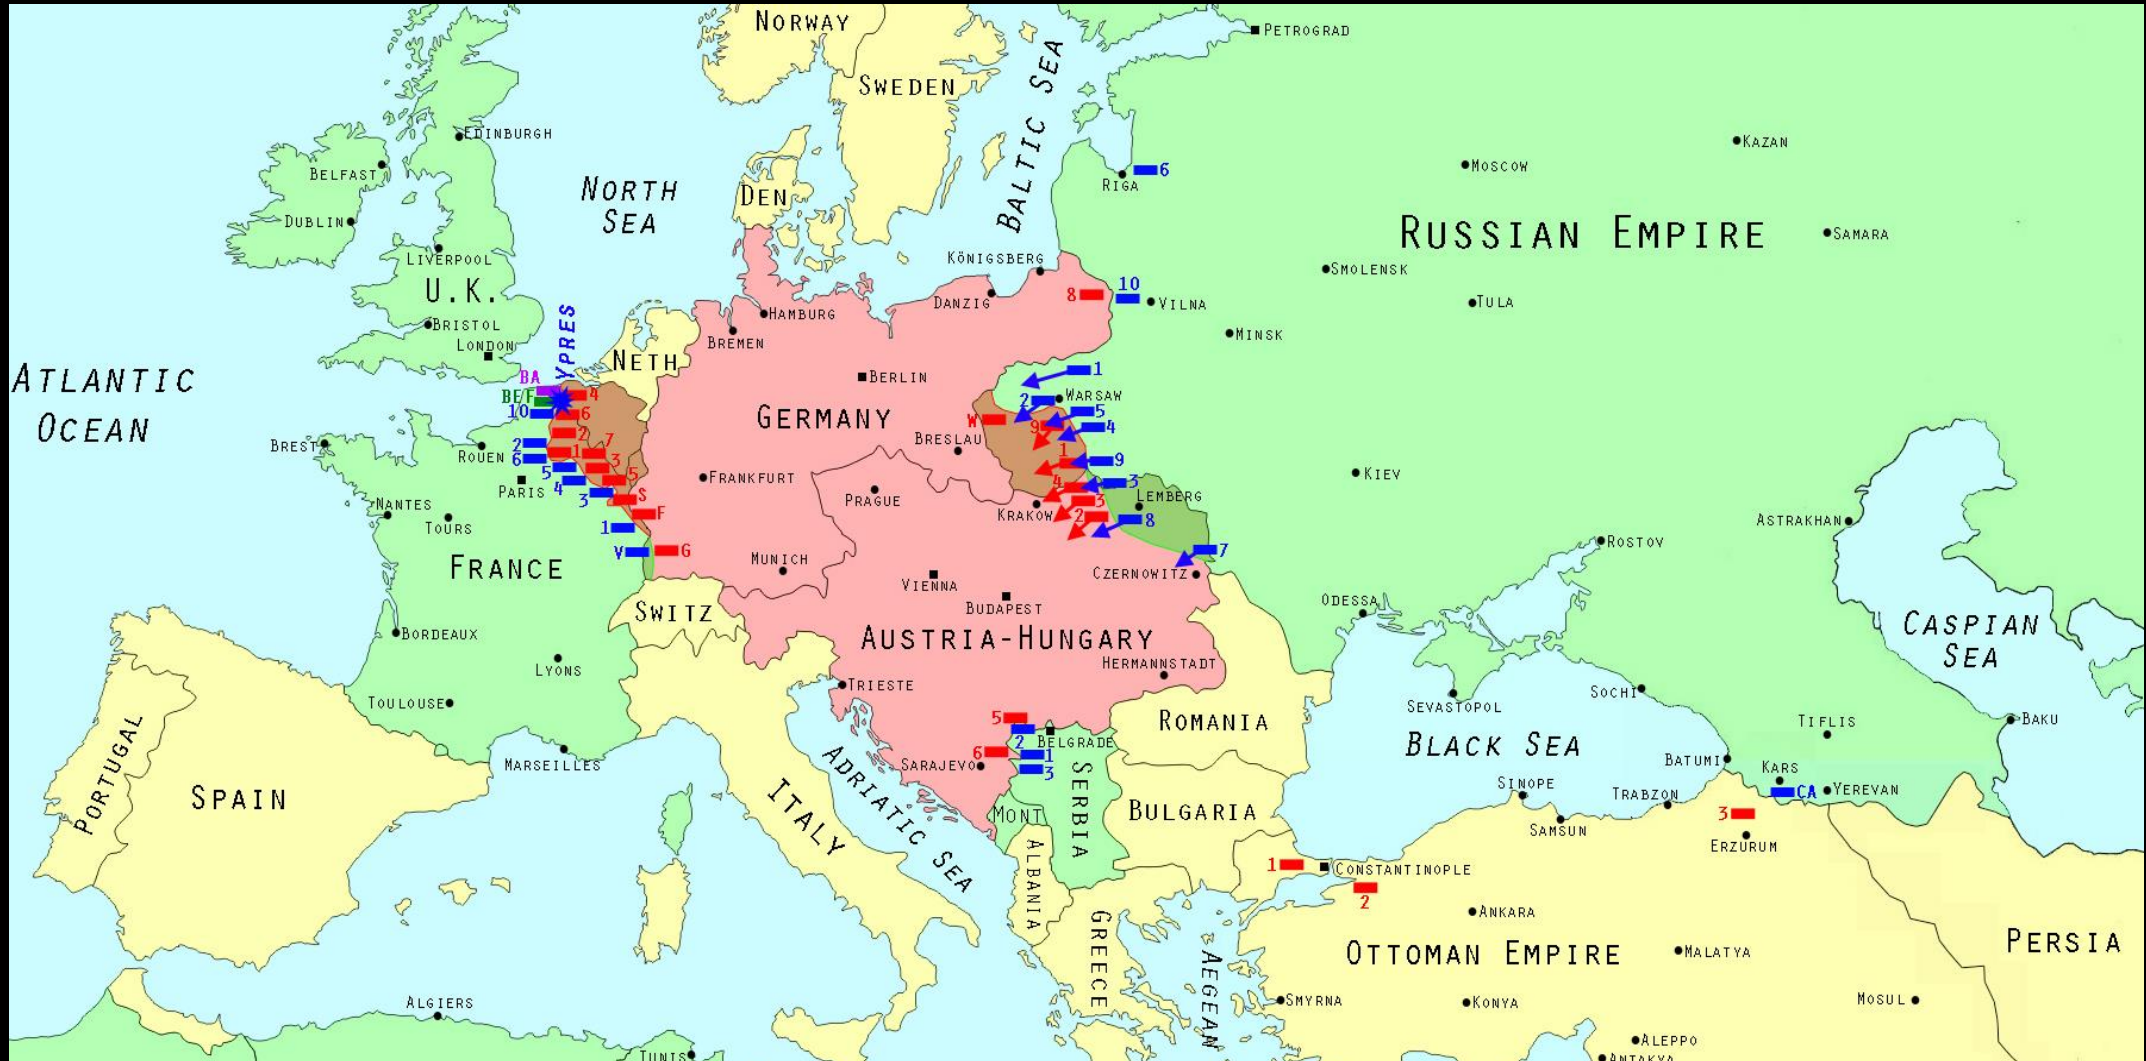 NORWAY
PETROGRAD
SWEDEN
BALTIC SEA
EDINBURGH
KAZAN
MOSCOW
6
RIGA
BELFAST
NORTH
SEA
DEN
DUBLIN
RUSSIAN EMPIRE
SAMARA
LIVERPOOL
KÖNIGSBERG
SMOLENSK
U.K.
8
10
DANZIG
VILNA
TULA
HAMBURG
BRISTOL
BREMEN
MINSK
LONDON
YPRES
NETH
ATLANTIC
OCEAN
BA
BERLIN
1
BEF
4
2
WARSAW
10
6
GERMANY
W
9
5
4
BREST
2
7
BRESLAU
ROUEN
2
1
1
6
3
9
5
5
FRANKFURT
KIEV
PARIS
4
S
PRAGUE
4
3
LEMBERG
3
F
KRAKOW
3
2
8
NANTES
TOURS
1
ASTRAKHAN
V
G
7
ROSTOV
FRANCE
MUNICH
VIENNA
CZERNOWITZ
BUDAPEST
ODESSA
SWITZ
BORDEAUX
AUSTRIA-HUNGARY
CASPIAN
SEA
LYONS
HERMANNSTADT
TRIESTE
TOULOUSE
SEVASTOPOL
SOCHI
5
ROMANIA
TIFLIS
BAKU
2
BELGRADE
BLACK SEA
6
1
MARSEILLES
SARAJEVO
3
BATUMI
KARS
PORTUGAL
SPAIN
ITALY
ADRIATIC SEA
SERBIA
SINOPE
TRABZON
CA
YEREVAN
MONT
BULGARIA
3
SAMSUN
ERZURUM
ALBANIA
1
CONSTANTINOPLE
2
GREECE
ANKARA
AEGEAN
OTTOMAN EMPIRE
MALATYA
PERSIA
ALGIERS
SMYRNA
KONYA
MOSUL
ALEPPO
TUNIS
ANTAKYA